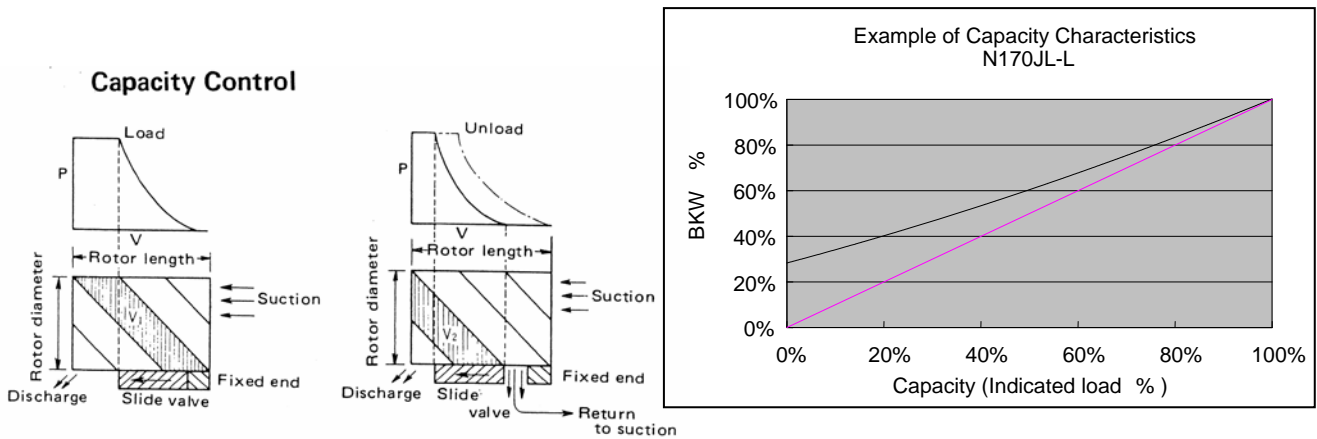 Capacity Control
Load
P
V
Rotor length
Rotor diameter
V1
Suction
Fixed end
Discharge
Slide valve
Unload
P
V
Rotor length
Rotor diameter
V2
Suction
Fixed end
Discharge
Slide
valve
Return
to suction
Example of Capacity Characteristics
N170JL-L
100%
80%
60%
40%
20%
0%
BKW %
0% 20% 40% 60% 80% 100%
Capacity (Indicated load % )